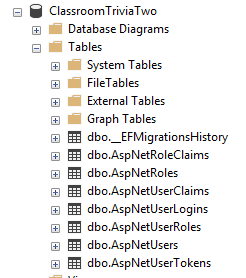 ClassroomTriviaTwo
Database Diagrams
Tables
System Tables
FileTables
External Tables
Graph Tables
dbo.__EFMigrationsHistory
dbo.AspNetRoleClaims
dbo.AspNetRoles
dbo.AspNetUserClaims
dbo.AspNetUserLogins
dbo.AspNetUserRoles
dbo.AspNetUsers
dbo.AspNetUserTokens